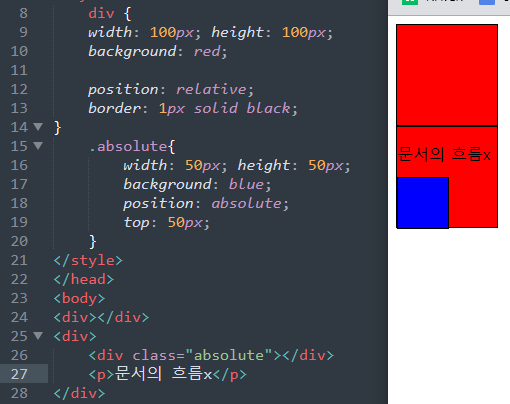 8 div {
9 width: 100px; height: 100px;
10 background: red;
11
12 position: relative;
13 border: 1px solid black;
14 }
15 .absolute{
16 width: 50px; height: 50px;
17 background: blue;
18 position: absolute;
19 top: 50px;
20 }
21 </style>
22 </head>
23 <body>
24 <div></div>
25 <div>
26 <div class="absolute"></div>
27 <p>문서의 흐름x</p>
28 </div>
문서의 흐름x